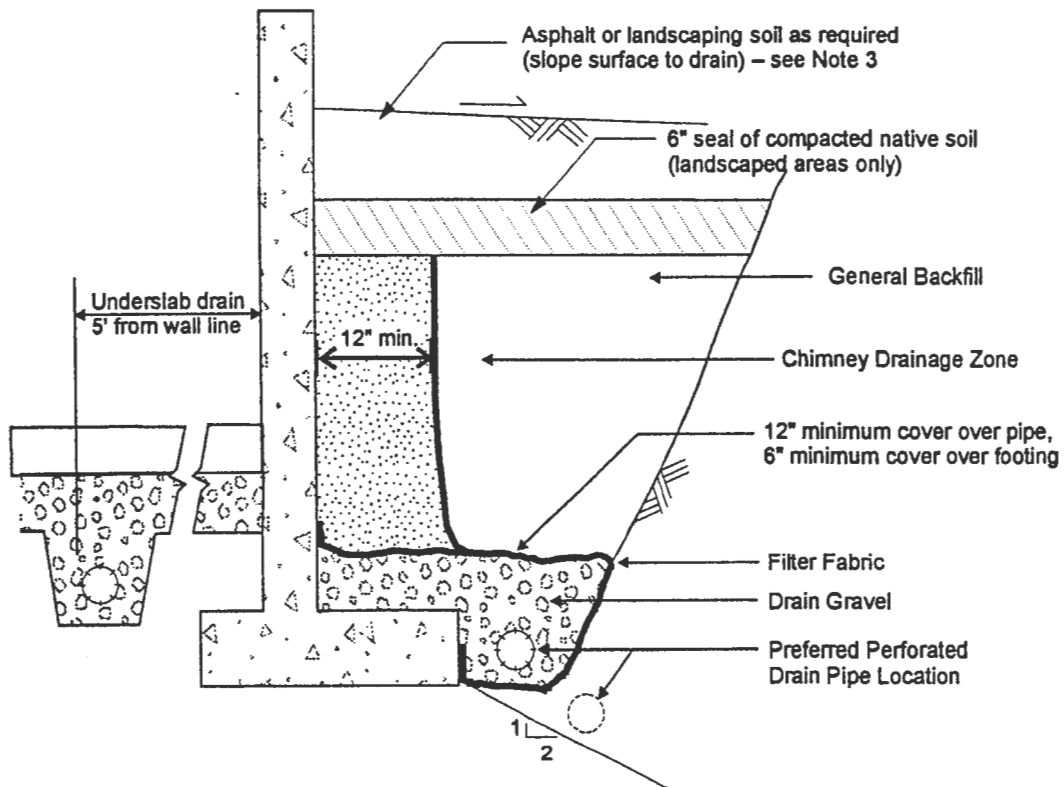 Asphalt or landscaping soil as required
(slope surface to drain) – see Note 3
6" seal of compacted native soil
(landscaped areas only)
General Backfill
Underslab drain
5' from wall line
12" min.
Chimney Drainage Zone
12" minimum cover over pipe,
6" minimum cover over footing
Filter Fabric
Drain Gravel
Preferred Perforated
Drain Pipe Location
1
2